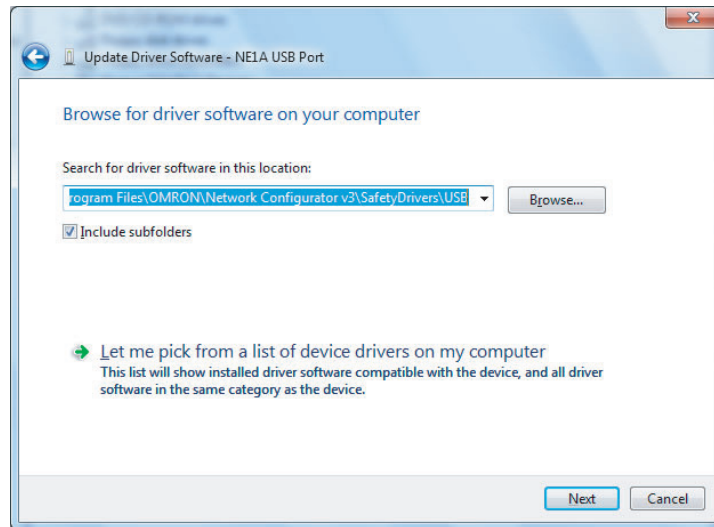 Update Driver Software - NE1A USB Port
Browse for driver software on your computer
Search for driver software in this location:
rogram Files\OMRON\Network Configurator v3\SafetyDrivers\USB
Browse...
Include subfolders
Let me pick from a list of device drivers on my computer
This list will show installed driver software compatible with the device, and all driver
software in the same category as the device.
Next
Cancel